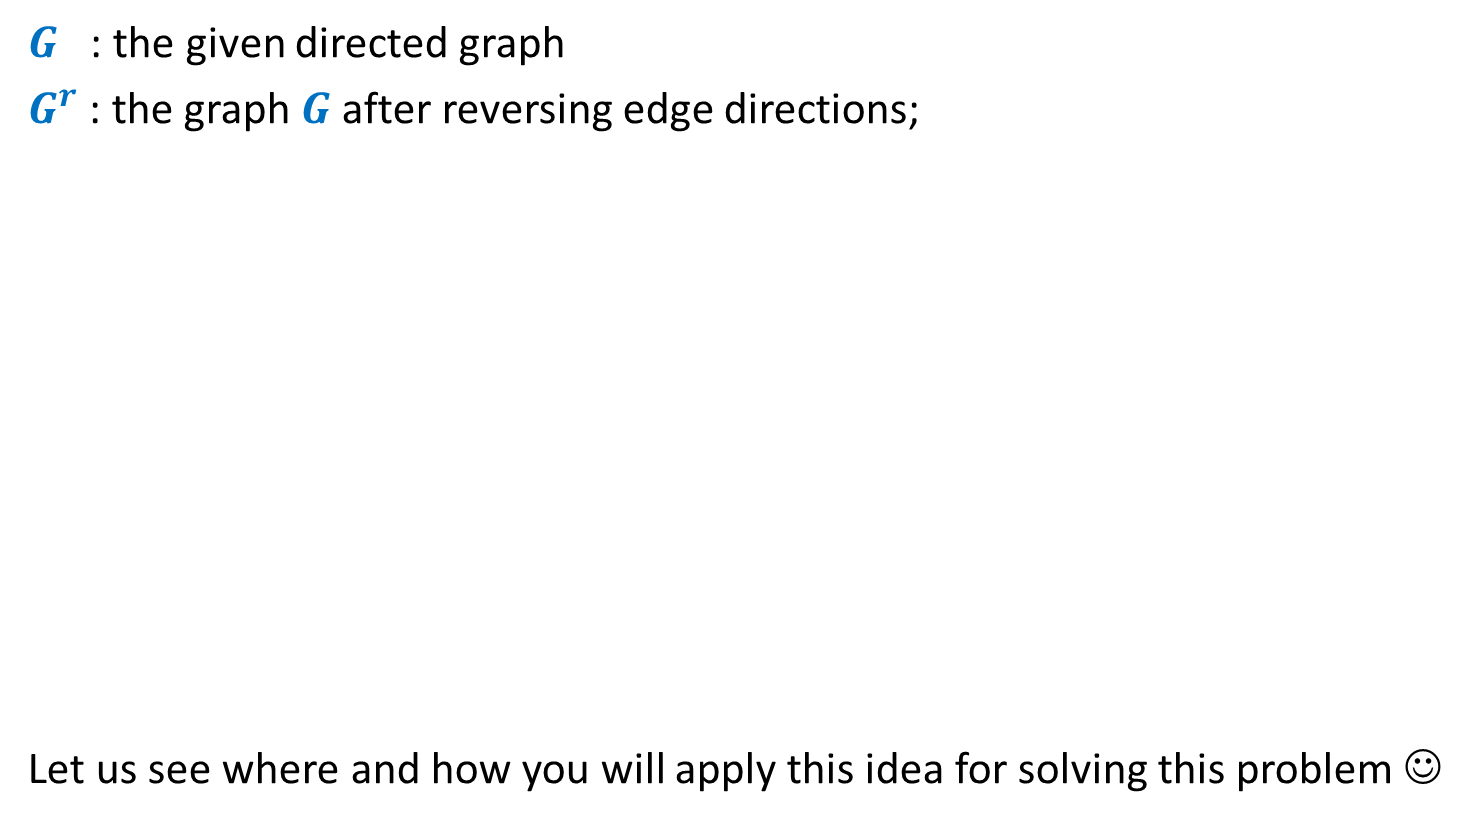 G : the given directed graph
Gʳ : the graph G after reversing edge directions;
Let us see where and how you will apply this idea for solving this problem ☺